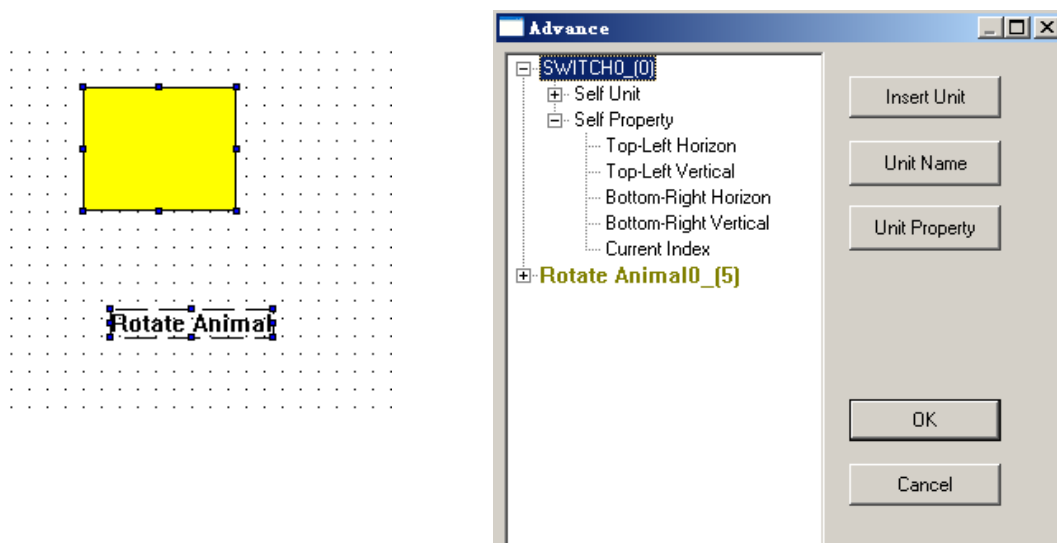 Rotate Animal
Advance
SWITCH0_(0)
Self Unit
Self Property
Top-Left Horizon
Top-Left Vertical
Bottom-Right Horizon
Bottom-Right Vertical
Current Index
Rotate Animal0_(5)
Insert Unit
Unit Name
Unit Property
OK
Cancel